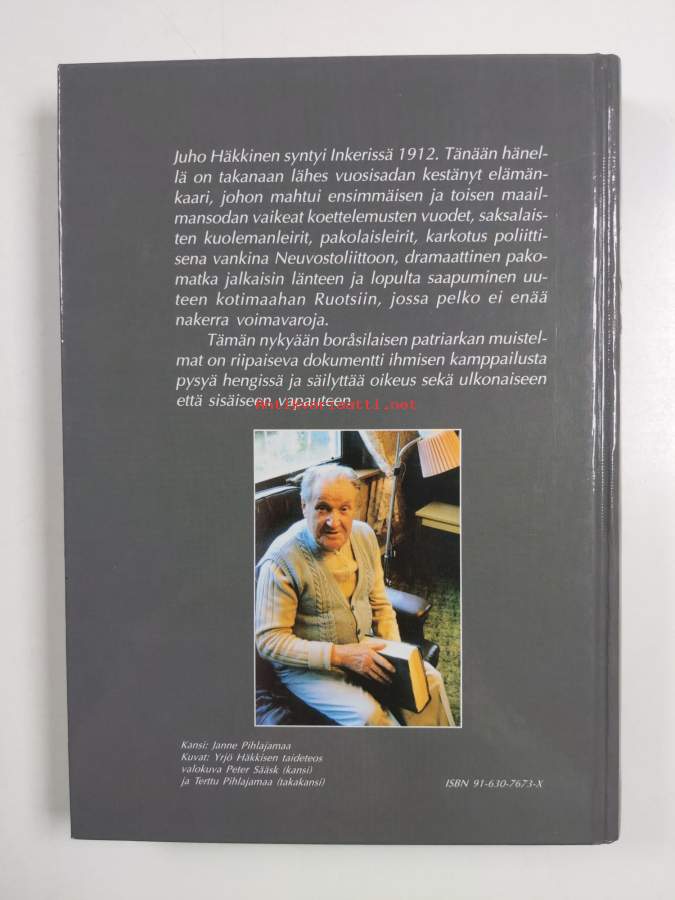 Juho Häkkinen syntyi Inkerissä 1912. Tänään hänel-
lä on takanaan lähes vuosisadan kestänyt elämän-
kaari, johon mahtui ensimmäisen ja toisen maail-
mansodan vaikeat koettelemusten vuodet, saksalais-
ten kuolemanleirit, pakolaisleirit, karkotus poliitti-
sena vankina Neuvostoliittoon, dramaattinen pako-
matka jalkaisin länteen ja lopulta saapuminen uu-
teen kotimaahan Ruotsiin, jossa pelko ei enää
nakerra voimavaroja.
Tämän nykyään boråsilaisen patriarkan muistel-
mat on riipaiseva dokumentti ihmisen kamppailusta
pysyä hengissä ja säilyttää oikeus sekä ulkonaiseen
että sisäiseen vapauteen.
Antikvariaatti.net
Kansi: Janne Pihlajamaa
Kuvat: Yrjö Häkkisen taideteos
valokuva Peter Sääsk (kansi)
ja Terttu Pihlajamaa (takakansi)
ISBN 91-630-7673-X